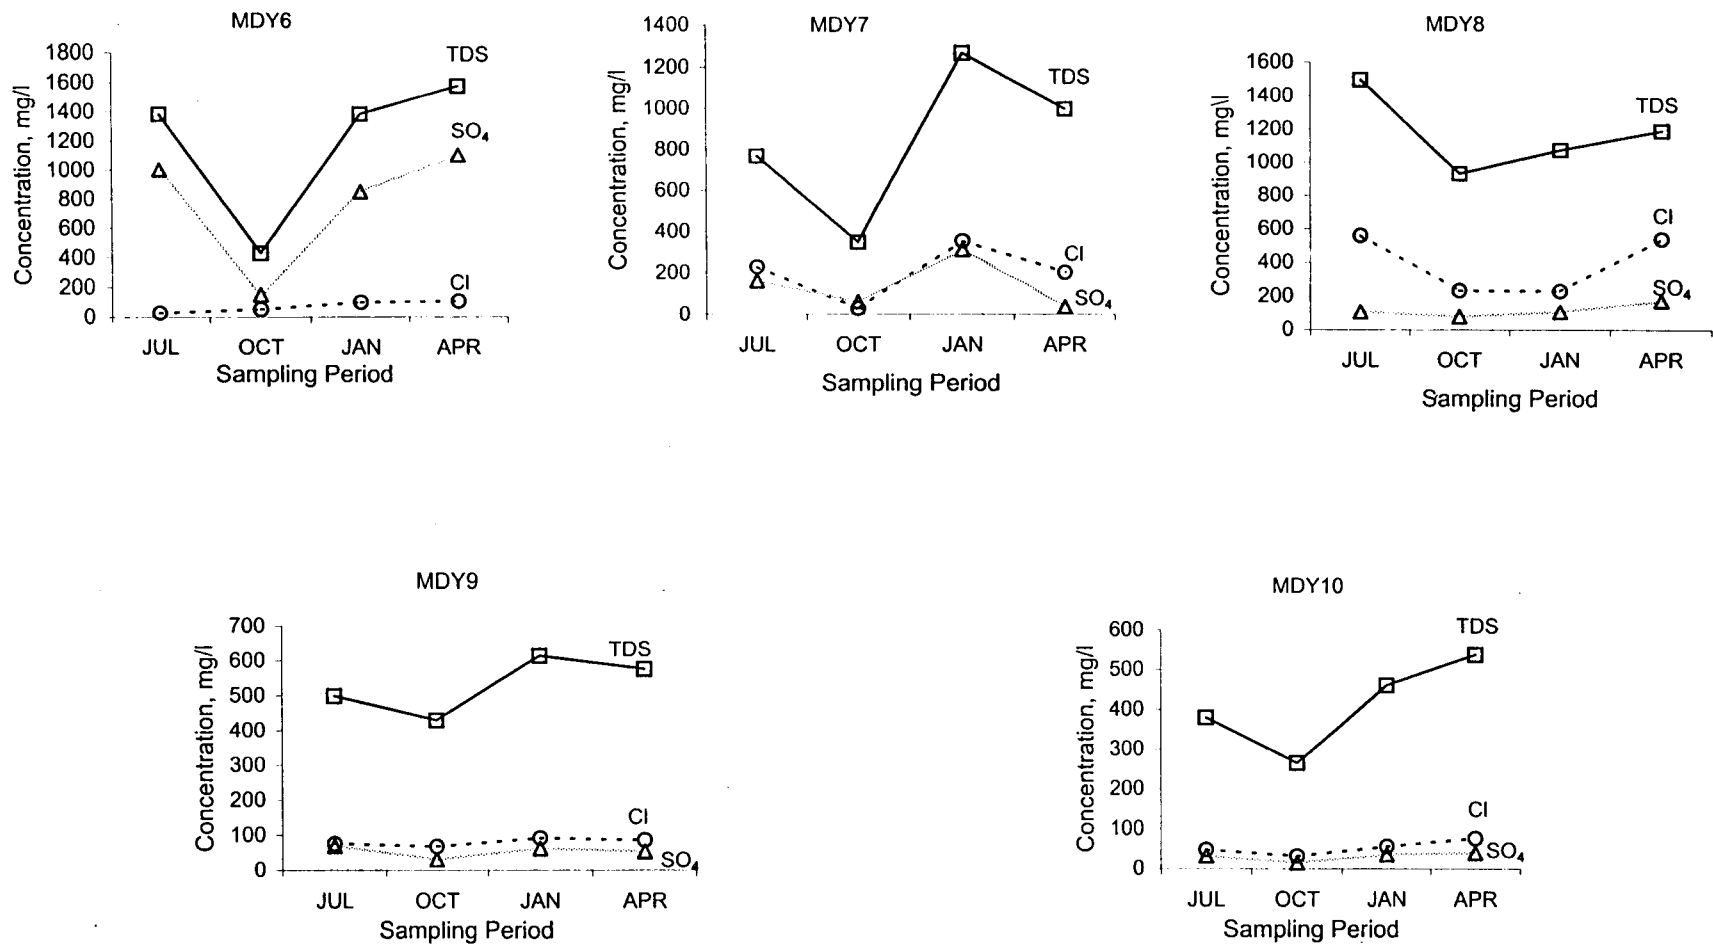 MDY6
1800
1600
1400
1200
1000
800
600
400
200
0
Concentration, mg/l
TDS
SO₄
Cl
JUL OCT JAN APR
Sampling Period
MDY7
1400
1200
1000
800
600
400
200
0
Concentration, mg/l
TDS
Cl
SO₄
JUL OCT JAN APR
Sampling Period
MDY8
1600
1400
1200
1000
800
600
400
200
0
Concentration, mg\l
TDS
Cl
SO₄
JUL OCT JAN APR
Sampling Period
MDY9
700
600
500
400
300
200
100
0
Concentration, mg/l
TDS
Cl
SO₄
JUL OCT JAN APR
Sampling Period
MDY10
600
500
400
300
200
100
0
Concentration, mg/l
TDS
Cl
SO₄
JUL OCT JAN APR
Sampling Period